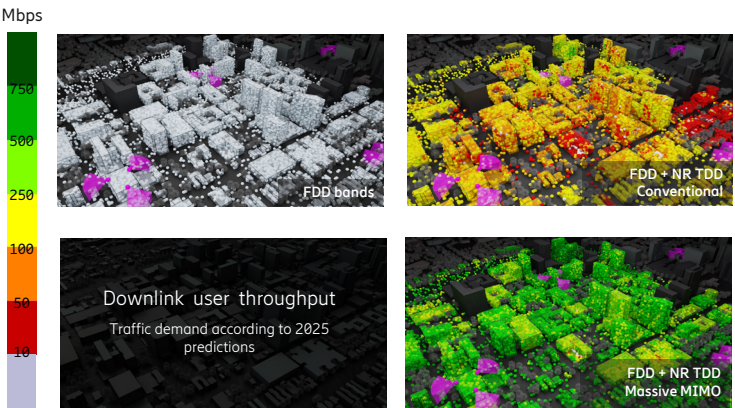 Mbps
750
500
250
100
50
10
FDD bands
FDD + NR TDD
Conventional
Downlink user throughput
Traffic demand according to 2025
predictions
FDD + NR TDD
Massive MIMO